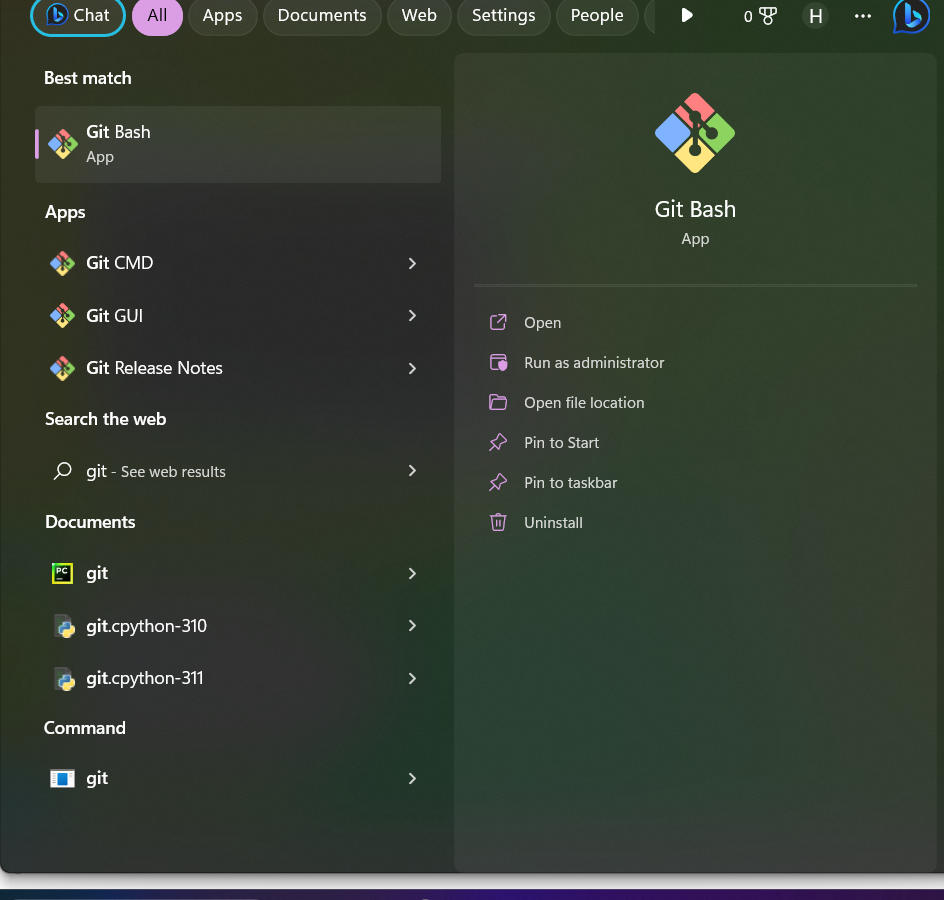 Chat
All
Apps
Documents
Web
Settings
People
0
H
Best match
Git Bash
App
Apps
Git CMD
Git GUI
Git Release Notes
Search the web
git - See web results
Documents
PC
git
git.cpython-310
git.cpython-311
Command
git
Git Bash
App
Open
Run as administrator
Open file location
Pin to Start
Pin to taskbar
Uninstall